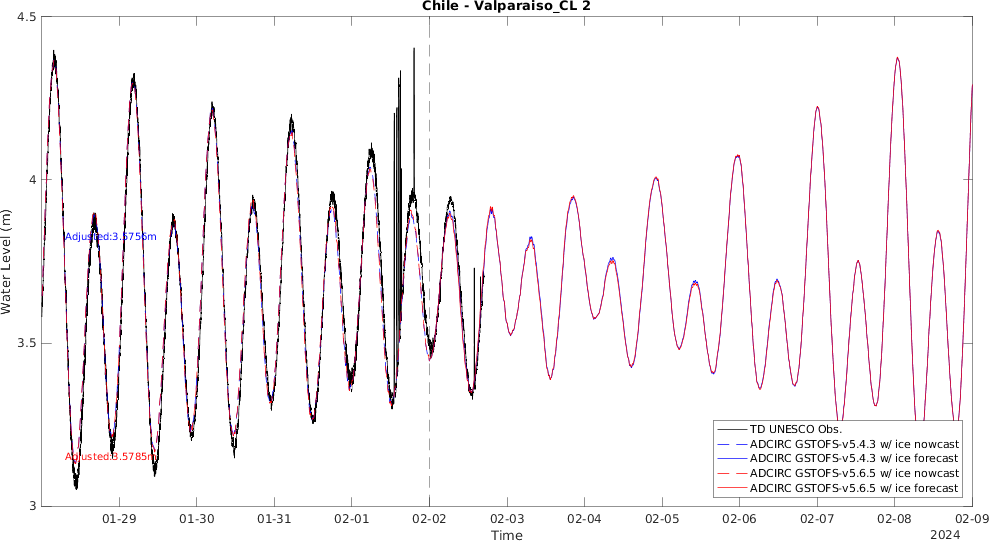 Chile - Valparaiso_CL 2
4.5
4
3.5
3
Water Level (m)
Adjusted:3.5756m
Adjusted:3.5785m
TD UNESCO Obs.
ADCIRC GSTOFS-v5.4.3 w/ ice nowcast
ADCIRC GSTOFS-v5.4.3 w/ ice forecast
ADCIRC GSTOFS-v5.6.5 w/ ice nowcast
ADCIRC GSTOFS-v5.6.5 w/ ice forecast
01-29 01-30 01-31 02-01 02-02 02-03 02-04 02-05 02-06 02-07 02-08 02-09
Time
2024